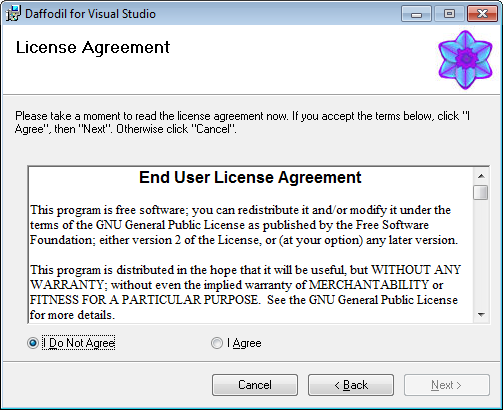 Daffodil for Visual Studio
License Agreement
Please take a moment to read the license agreement now. If you accept the terms below, click "I
Agree", then "Next". Otherwise click "Cancel".
End User License Agreement
This program is free software; you can redistribute it and/or modify it under the
terms of the GNU General Public License as published by the Free Software
Foundation; either version 2 of the License, or (at your option) any later version.
This program is distributed in the hope that it will be useful, but WITHOUT ANY
WARRANTY; without even the implied warranty of MERCHANTABILITY or
FITNESS FOR A PARTICULAR PURPOSE.  See the GNU General Public License
for more details.
I Do Not Agree
I Agree
Cancel
< Back
Next >